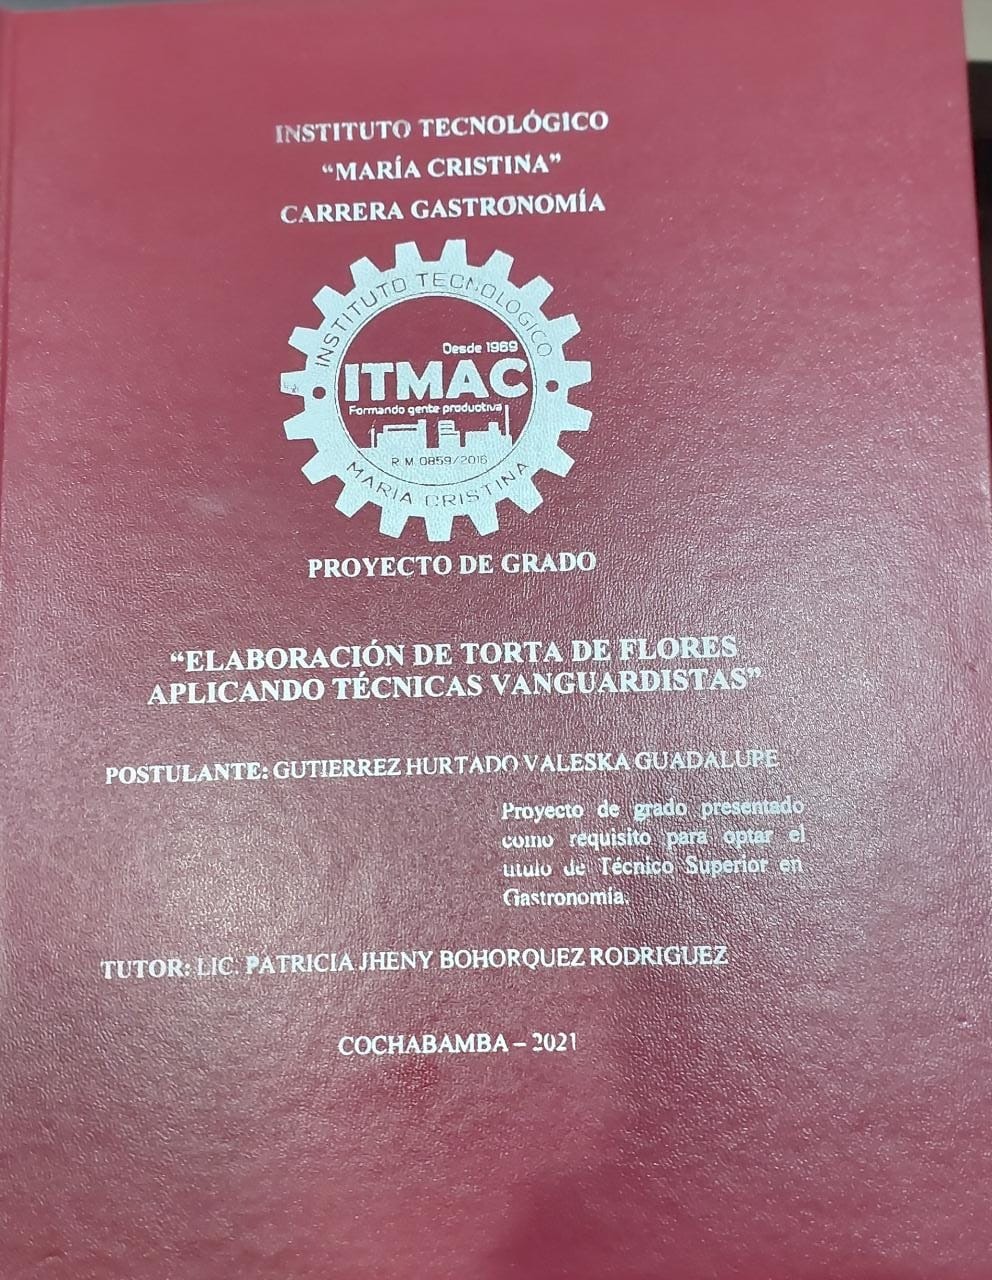 INSTITUTO TECNOLÓGICO
“MARÍA CRISTINA”
CARRERA GASTRONOMÍA
INSTITUTO TECNOLOGICO
Desde 1969
ITMAC
Formando gente productiva
R.M. 0859/2016
MARIA CRISTINA
PROYECTO DE GRADO
“ELABORACIÓN DE TORTA DE FLORES
APLICANDO TÉCNICAS VANGUARDISTAS”
POSTULANTE: GUTIERREZ HURTADO VALESKA GUADALUPE
Proyecto de grado presentado
como requisito para optar el
título de Técnico Superior en
Gastronomía.
TUTOR: LIC. PATRICIA JHENY BOHORQUEZ RODRIGUEZ
COCHABAMBA – 2021